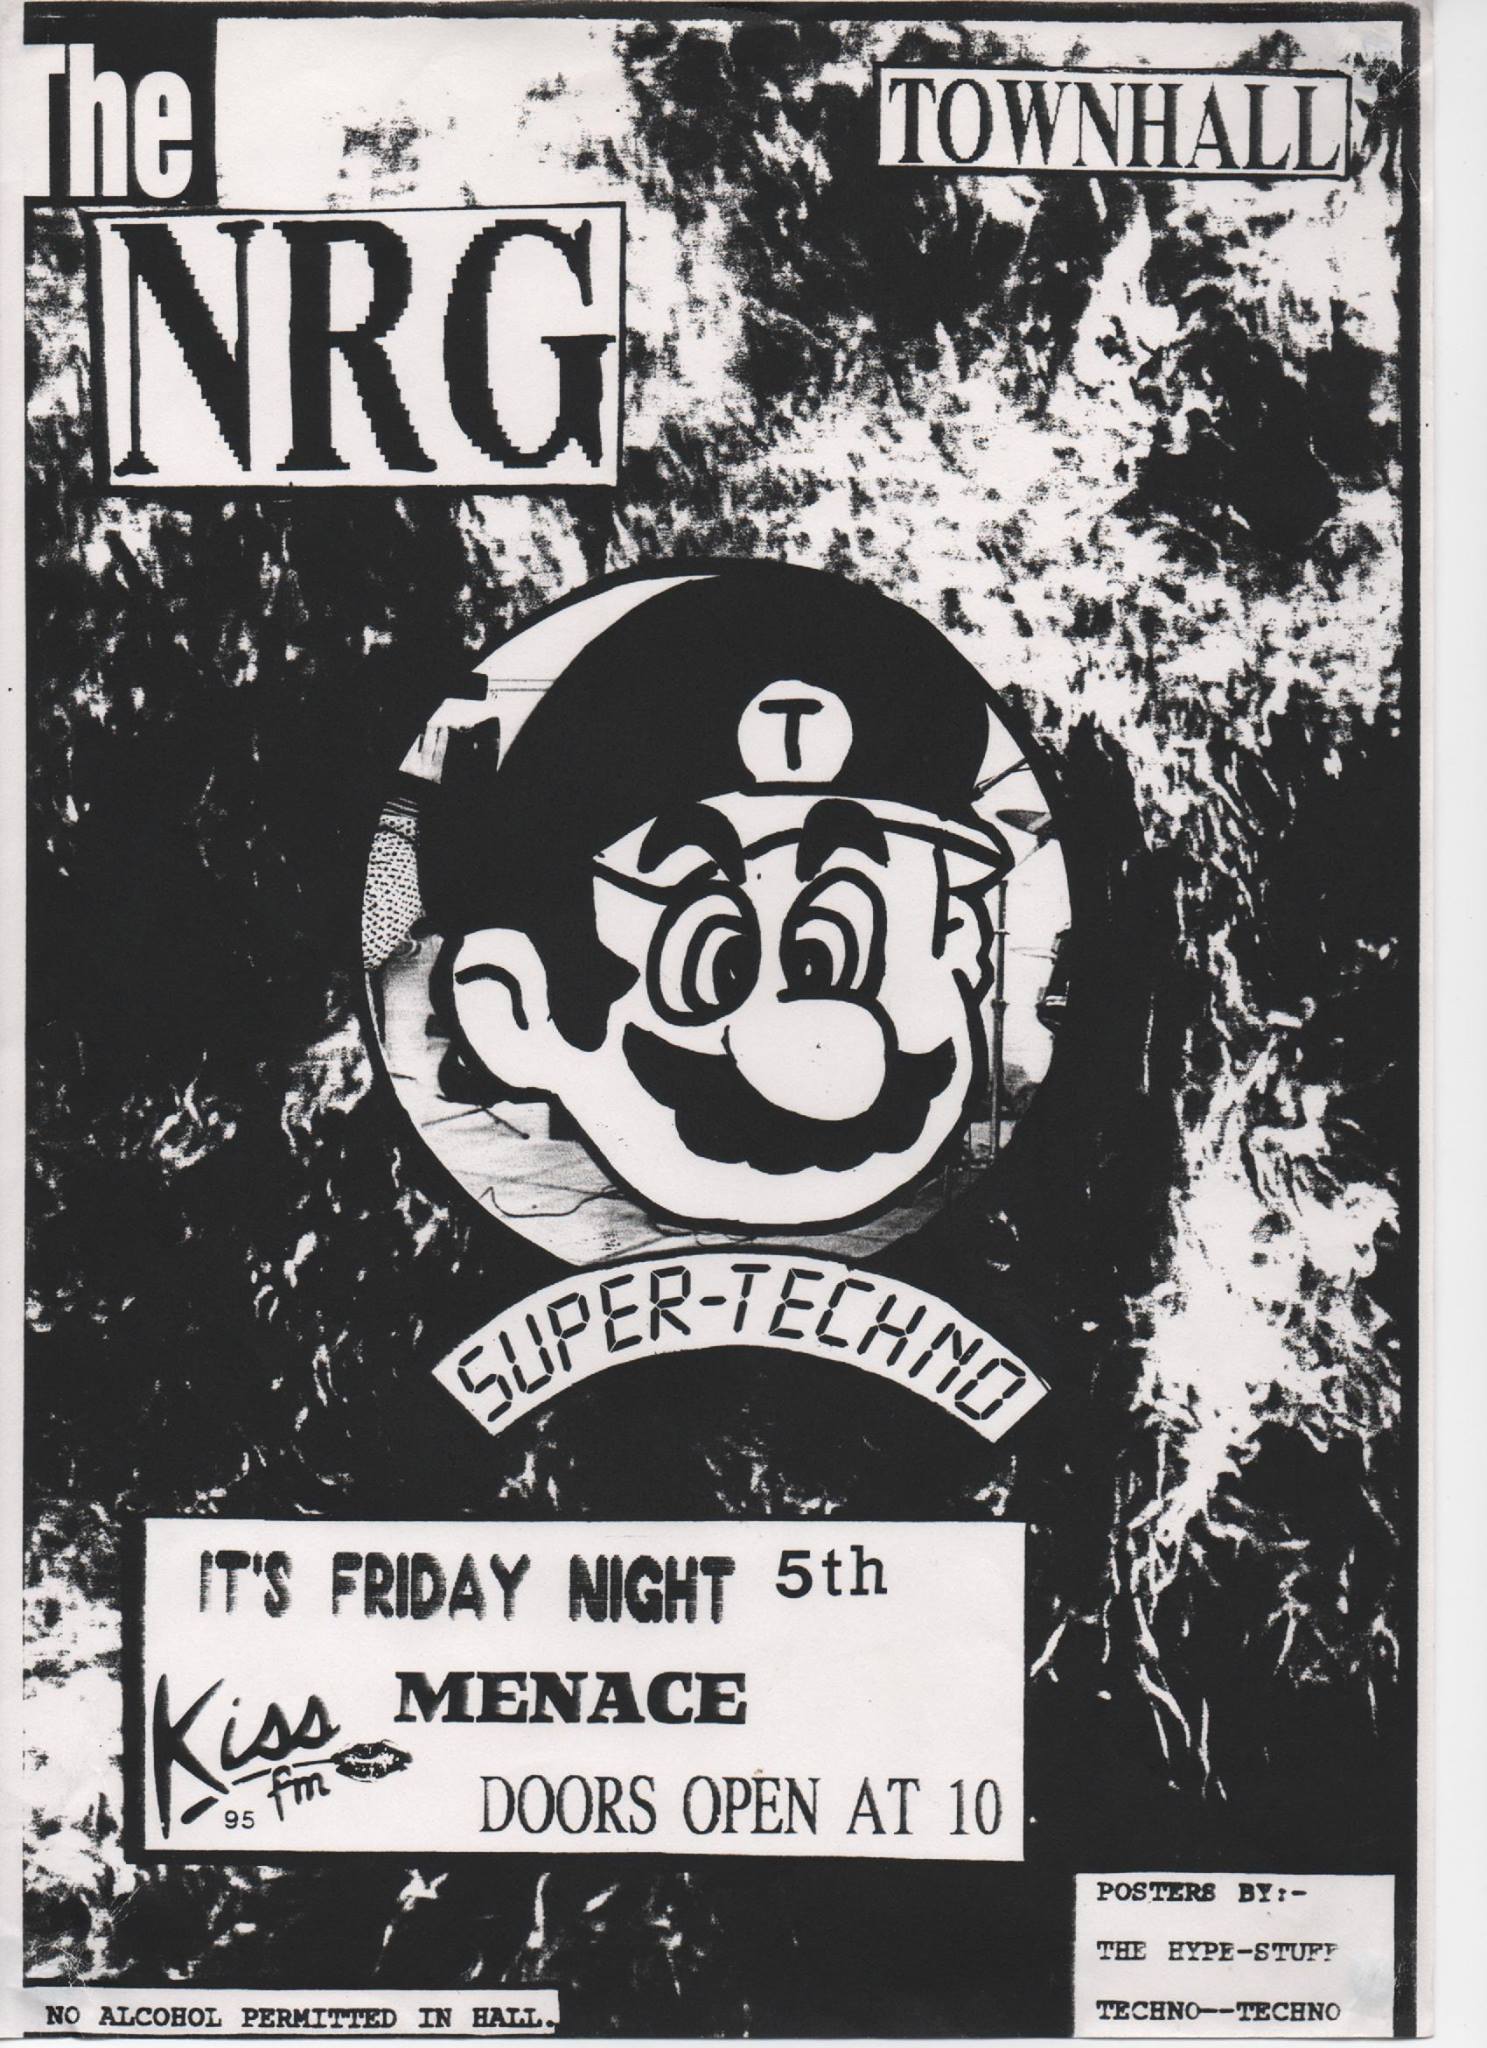 The
TOWNHALL
NRG
T
SUPER-TECHNO
IT'S FRIDAY NIGHT 5th
Kiss fm 95
MENACE
DOORS OPEN AT 10
POSTERS BY:-
THE HYPE-STUFF
TECHNO--TECHNO
NO ALCOHOL PERMITTED IN HALL.